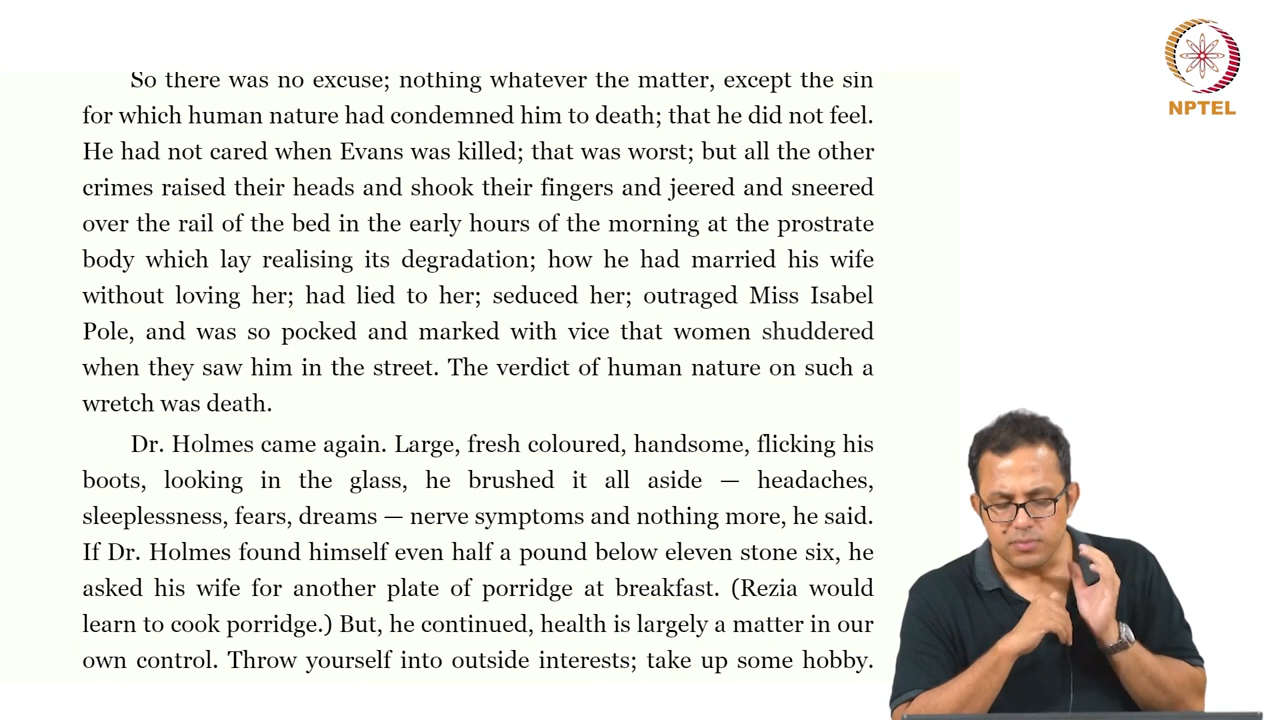 So there was no excuse; nothing whatever the matter, except the sin
for which human nature had condemned him to death; that he did not feel.
He had not cared when Evans was killed; that was worst; but all the other
crimes raised their heads and shook their fingers and jeered and sneered
over the rail of the bed in the early hours of the morning at the prostrate
body which lay realising its degradation; how he had married his wife
without loving her; had lied to her; seduced her; outraged Miss Isabel
Pole, and was so pocked and marked with vice that women shuddered
when they saw him in the street. The verdict of human nature on such a
wretch was death.
Dr. Holmes came again. Large, fresh coloured, handsome, flicking his
boots, looking in the glass, he brushed it all aside — headaches,
sleeplessness, fears, dreams — nerve symptoms and nothing more, he said.
If Dr. Holmes found himself even half a pound below eleven stone six, he
asked his wife for another plate of porridge at breakfast. (Rezia would
learn to cook porridge.) But, he continued, health is largely a matter in our
own control. Throw yourself into outside interests; take up some hobby.
NPTEL